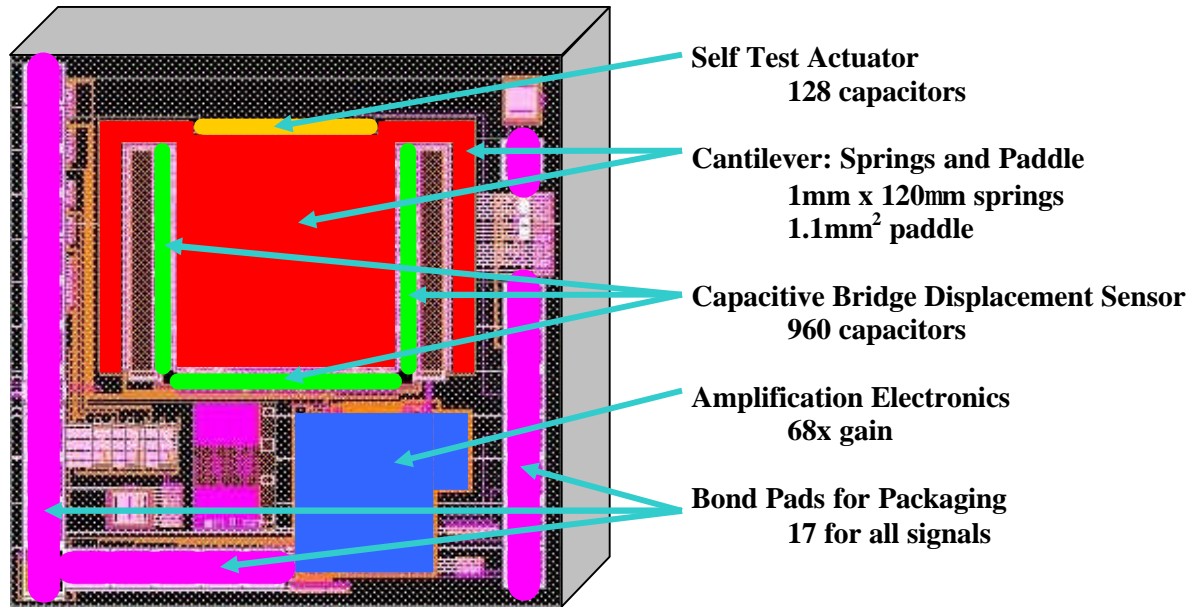 Self Test Actuator
128 capacitors
Cantilever: Springs and Paddle
1mm x 120mm springs
1.1mm² paddle
Capacitive Bridge Displacement Sensor
960 capacitors
Amplification Electronics
68x gain
Bond Pads for Packaging
17 for all signals